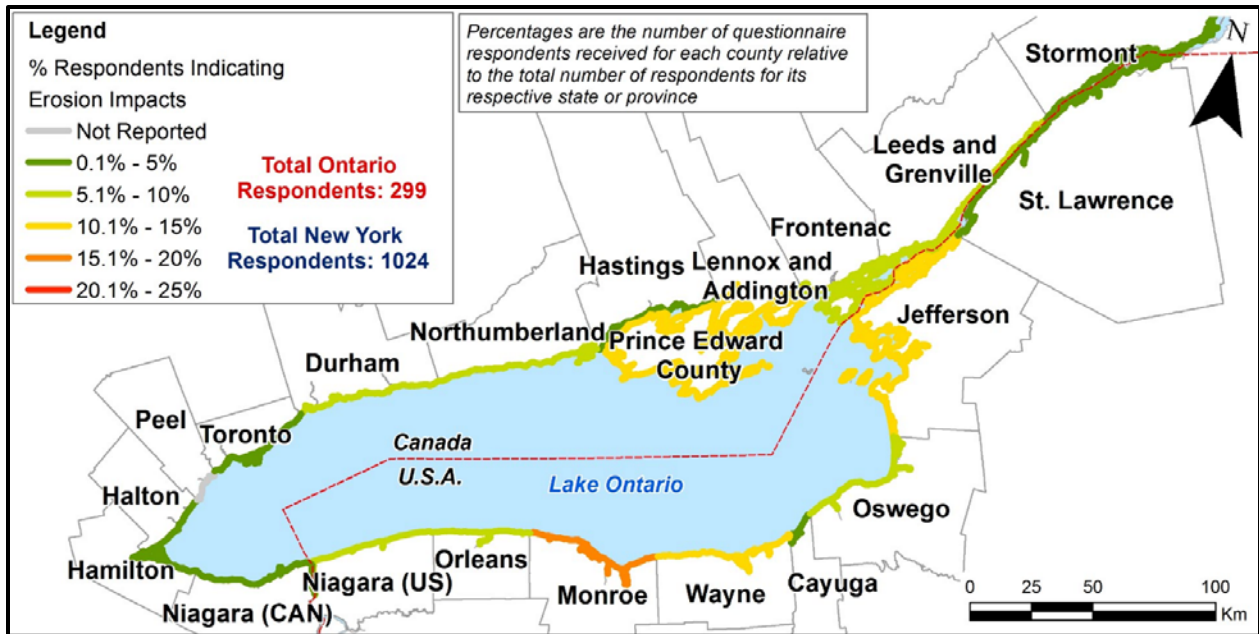 Legend
% Respondents Indicating
Erosion Impacts
Not Reported
0.1% - 5%
5.1% - 10%
10.1% - 15%
15.1% - 20%
20.1% - 25%
Total Ontario
Respondents: 299
Total New York
Respondents: 1024
Percentages are the number of questionnaire
respondents received for each county relative
to the total number of respondents for its
respective state or province
N
Stormont
Leeds and
Grenville
St. Lawrence
Frontenac
Hastings
Lennox and
Addington
Jefferson
Northumberland
Prince Edward
County
Durham
Peel
Toronto
Canada
U.S.A.
Lake Ontario
Halton
Oswego
Hamilton
Niagara (CAN)
Niagara (US)
Orleans
Monroe
Wayne
Cayuga
0 25 50 100
Km